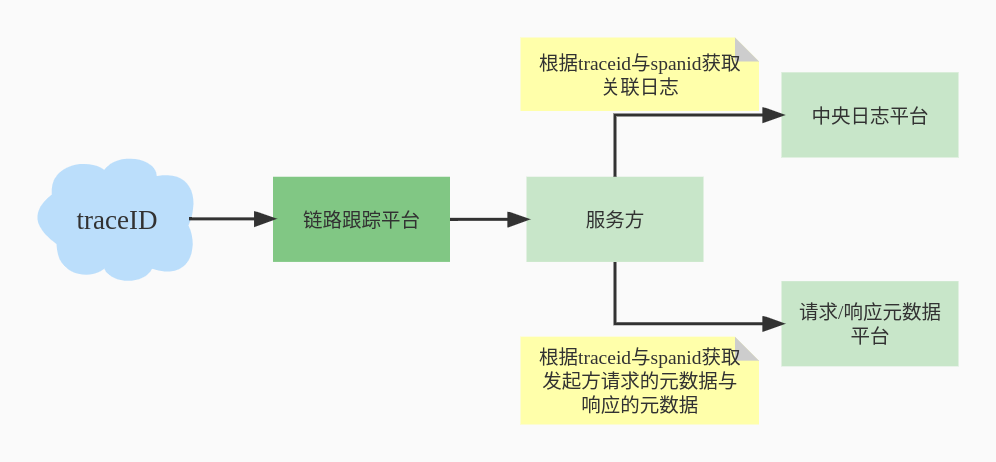 traceID
链路跟踪平台
服务方
根据traceid与spanid获取
关联日志
中央日志平台
请求/响应元数据
平台
根据traceid与spanid获取
发起方请求的元数据与
响应的元数据